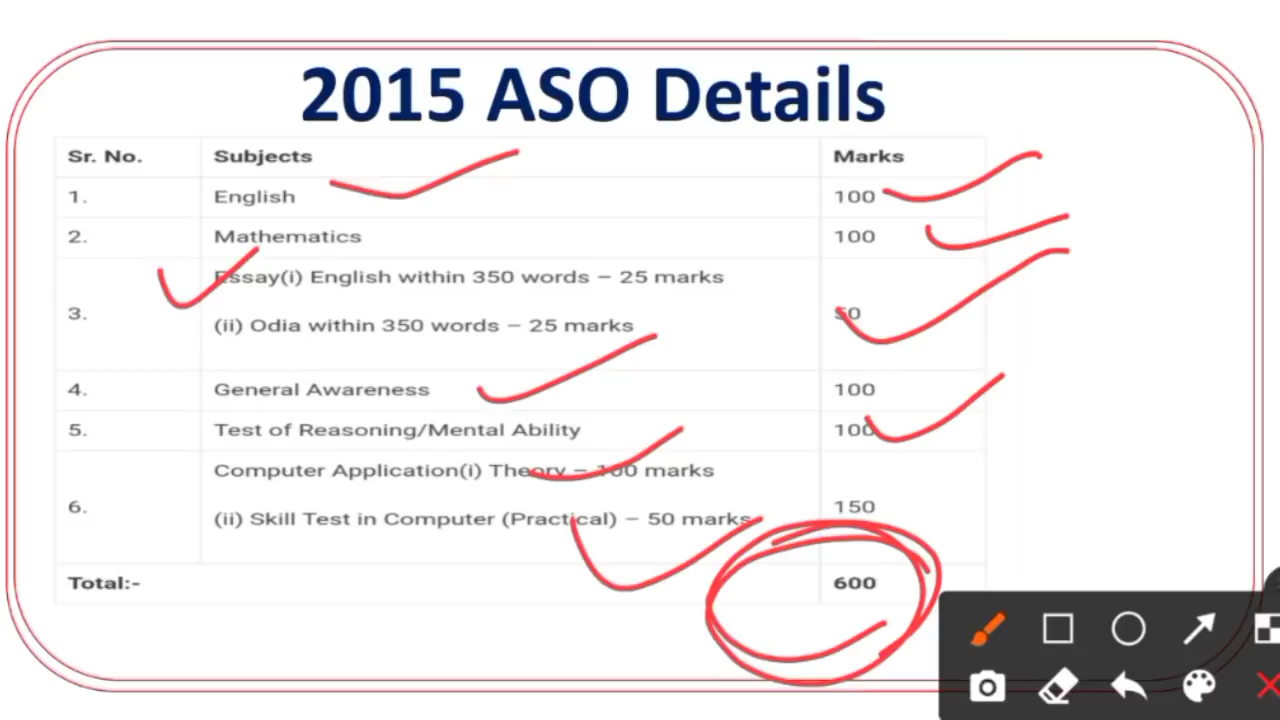 2015 ASO Details
Sr. No. Subjects Marks
1. English 100
2. Mathematics 100
Essay(i) English within 350 words – 25 marks
3. 50
(ii) Odia within 350 words – 25 marks
4. General Awareness 100
5. Test of Reasoning/Mental Ability 100
Computer Application(i) Theory – 100 marks
6. 150
(ii) Skill Test in Computer (Practical) – 50 marks
Total:- 600